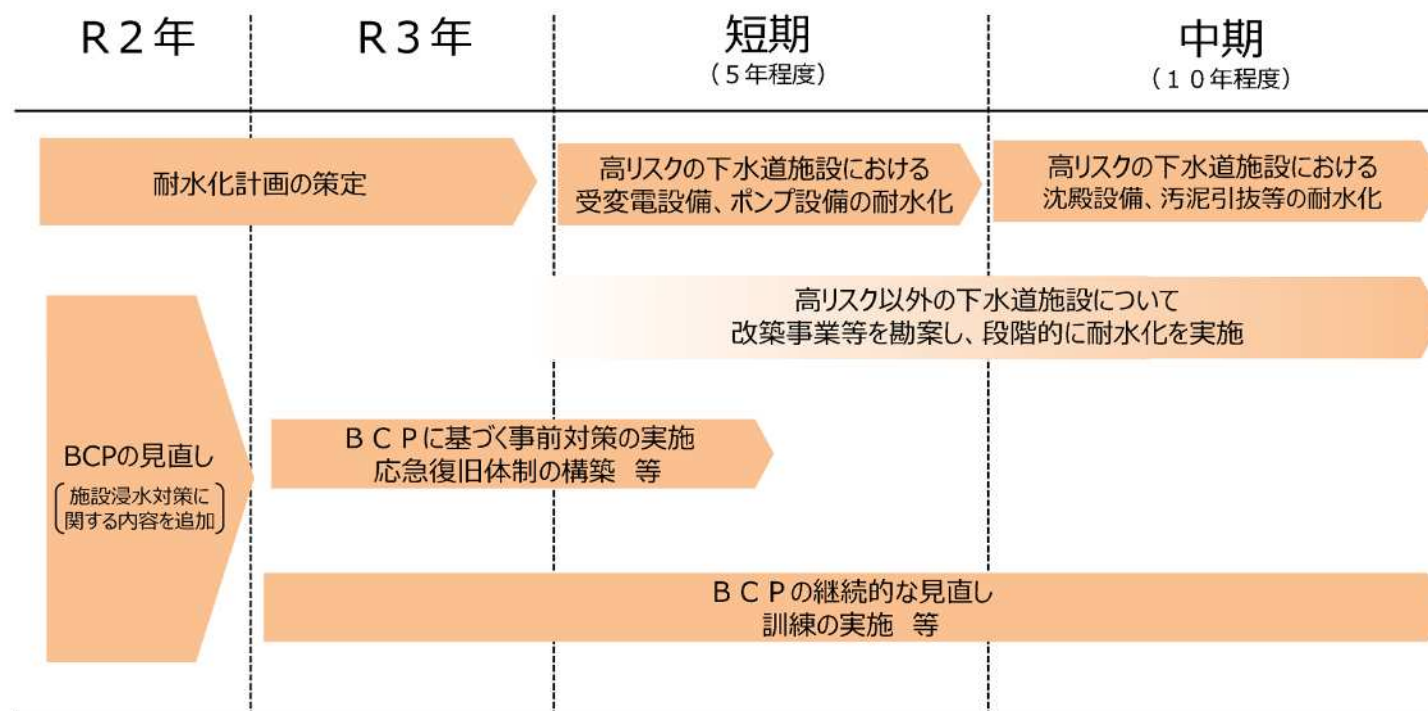 R2年
R3年
短期
(5年程度)
中期
(10年程度)
耐水化計画の策定
高リスクの下水道施設における
受変電設備、ポンプ設備の耐水化
高リスクの下水道施設における
沈殿設備、汚泥引抜等の耐水化
高リスク以外の下水道施設について
改築事業等を勘案し、段階的に耐水化を実施
BCPの見直し
施設浸水対策に
関する内容を追加
BCPに基づく事前対策の実施
応急復旧体制の構築 等
BCPの継続的な見直し
訓練の実施 等